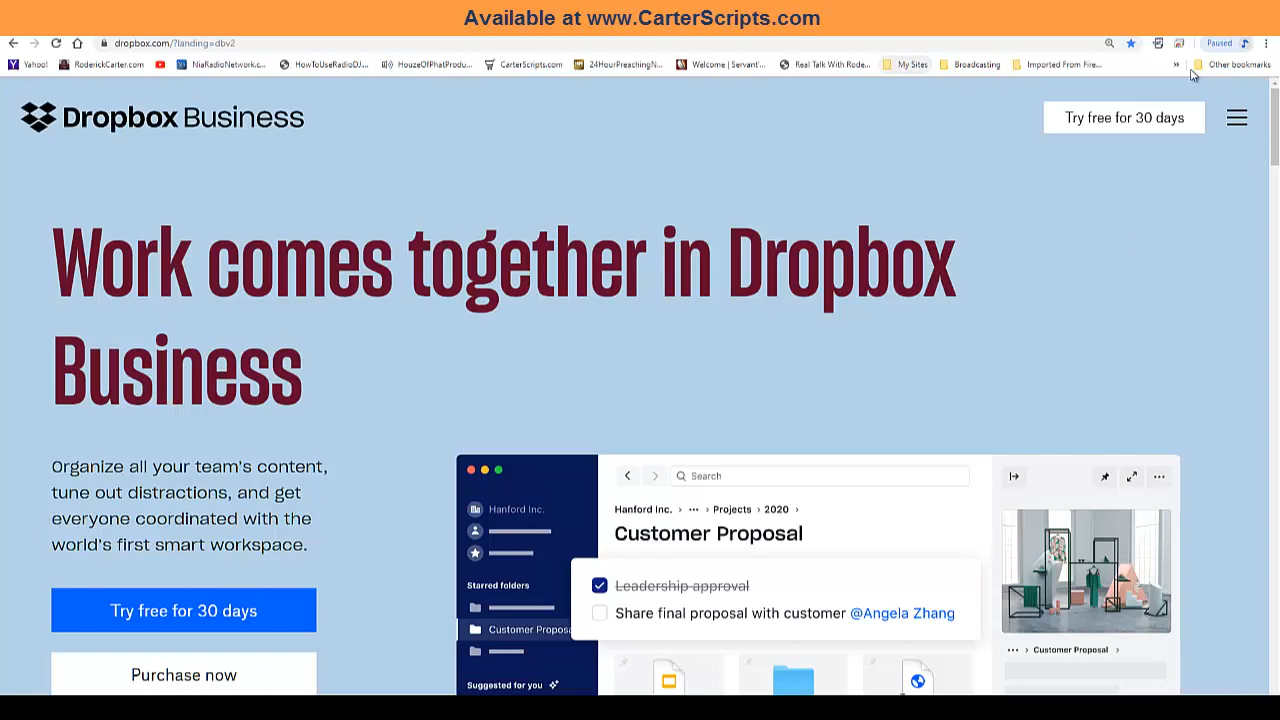 Available at www.CarterScripts.com
dropbox.com/?landing=dbv2
Paused
Yahoo!
RoderickCarter.com
NiaRadioNetwork.c...
HowToUseRadioDJ...
HouzeOfPhatProdu...
CarterScripts.com
24HourPreachingN...
Welcome | Servant'...
Real Talk With Rode...
My Sites
Broadcasting
Imported From Fire...
»
Other bookmarks
Dropbox Business
Try free for 30 days
Work comes together in Dropbox
Business
Organize all your team's content,
tune out distractions, and get
everyone coordinated with the
world's first smart workspace.
Try free for 30 days
Purchase now
Search
Hanford Inc.
Hanford Inc. › ··· › Projects › 2020 ›
Customer Proposal
Starred folders
Leadership approval
Share final proposal with customer @Angela Zhang
Customer Propos
··· › Customer Proposal ›
Suggested for you